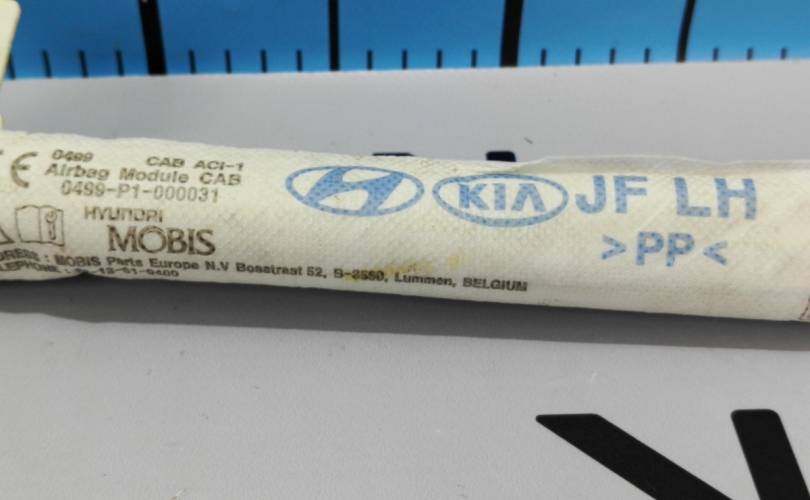 0499 CAB ACI-1
Airbag Module CAB
0499-P1-000031
HYUNDAI
MOBIS
KIA JF LH
>PP<
DRESS : MOBIS Parts Europe N.V Bosstraat 52, B-3560, Lummen, BELGIUM